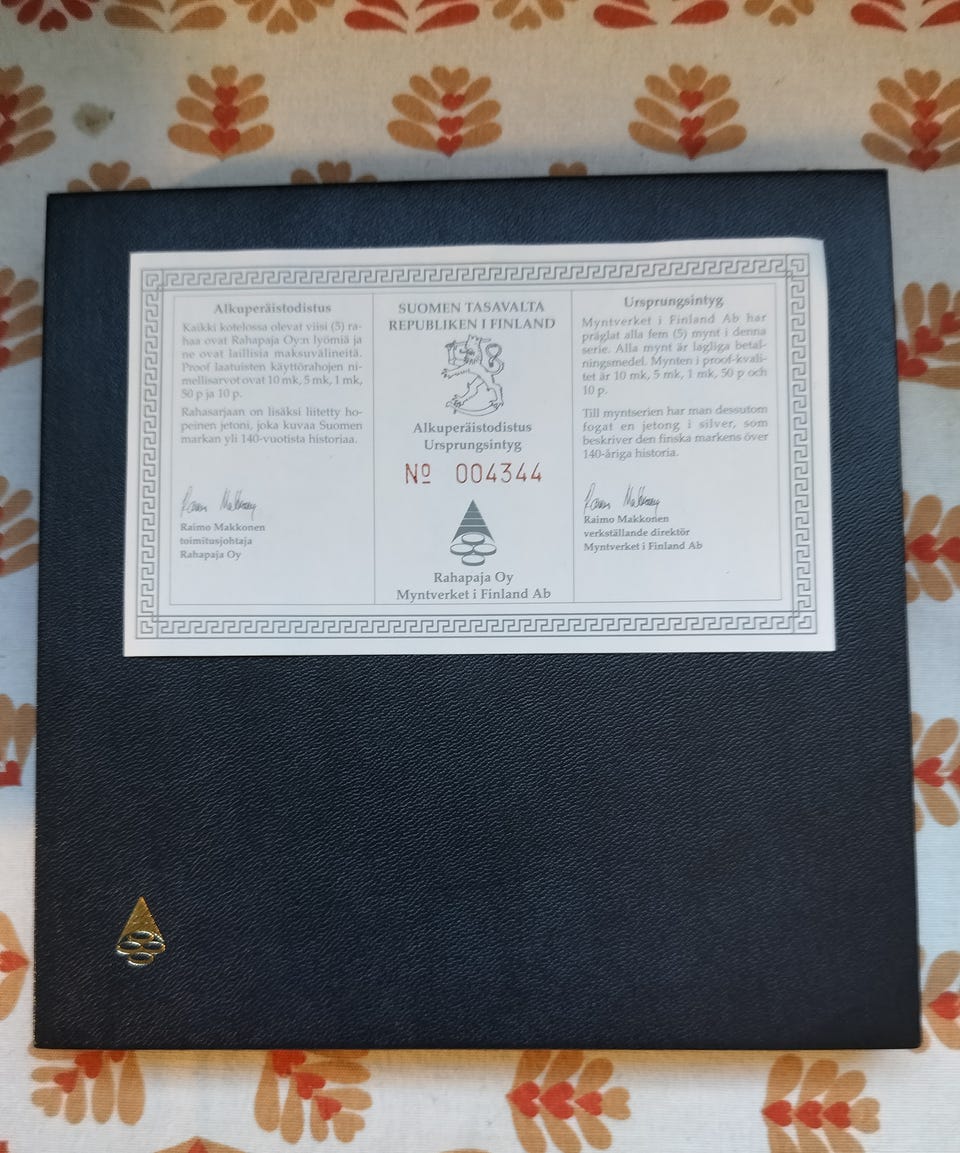 Alkuperäistodistus
Kaikki kotelossa olevat viisi (5) ra-
haa ovat Rahapaja Oy:n lyömiä ja
ne ovat laillisia maksuvälineitä.
Proof laatuisten käyttörahojen ni-
mellisarvot ovat 10 mk, 5 mk, 1 mk,
50 p ja 10 p.
Rahasarjaan on lisäksi liitetty ho-
peinen jetoni, joka kuvaa Suomen
markan yli 140-vuotista historiaa.
Raimo Makkonen
toimitusjohtaja
Rahapaja Oy
SUOMEN TASAVALTA
REPUBLIKEN I FINLAND
Alkuperäistodistus
Ursprungsintyg
Nº 004344
Rahapaja Oy
Myntverket i Finland Ab
Ursprungsintyg
Myntverket i Finland Ab har
präglat alla fem (5) mynt i denna
serie. Alla mynt är lagliga betal-
ningsmedel. Mynten i proof-kvali-
tet är 10 mk, 5 mk, 1 mk, 50 p och
10 p.
Till myntserien har man dessutom
fogat en jetong i silver, som
beskriver den finska markens över
140-åriga historia.
Raimo Makkonen
verkställande direktör
Myntverket i Finland Ab